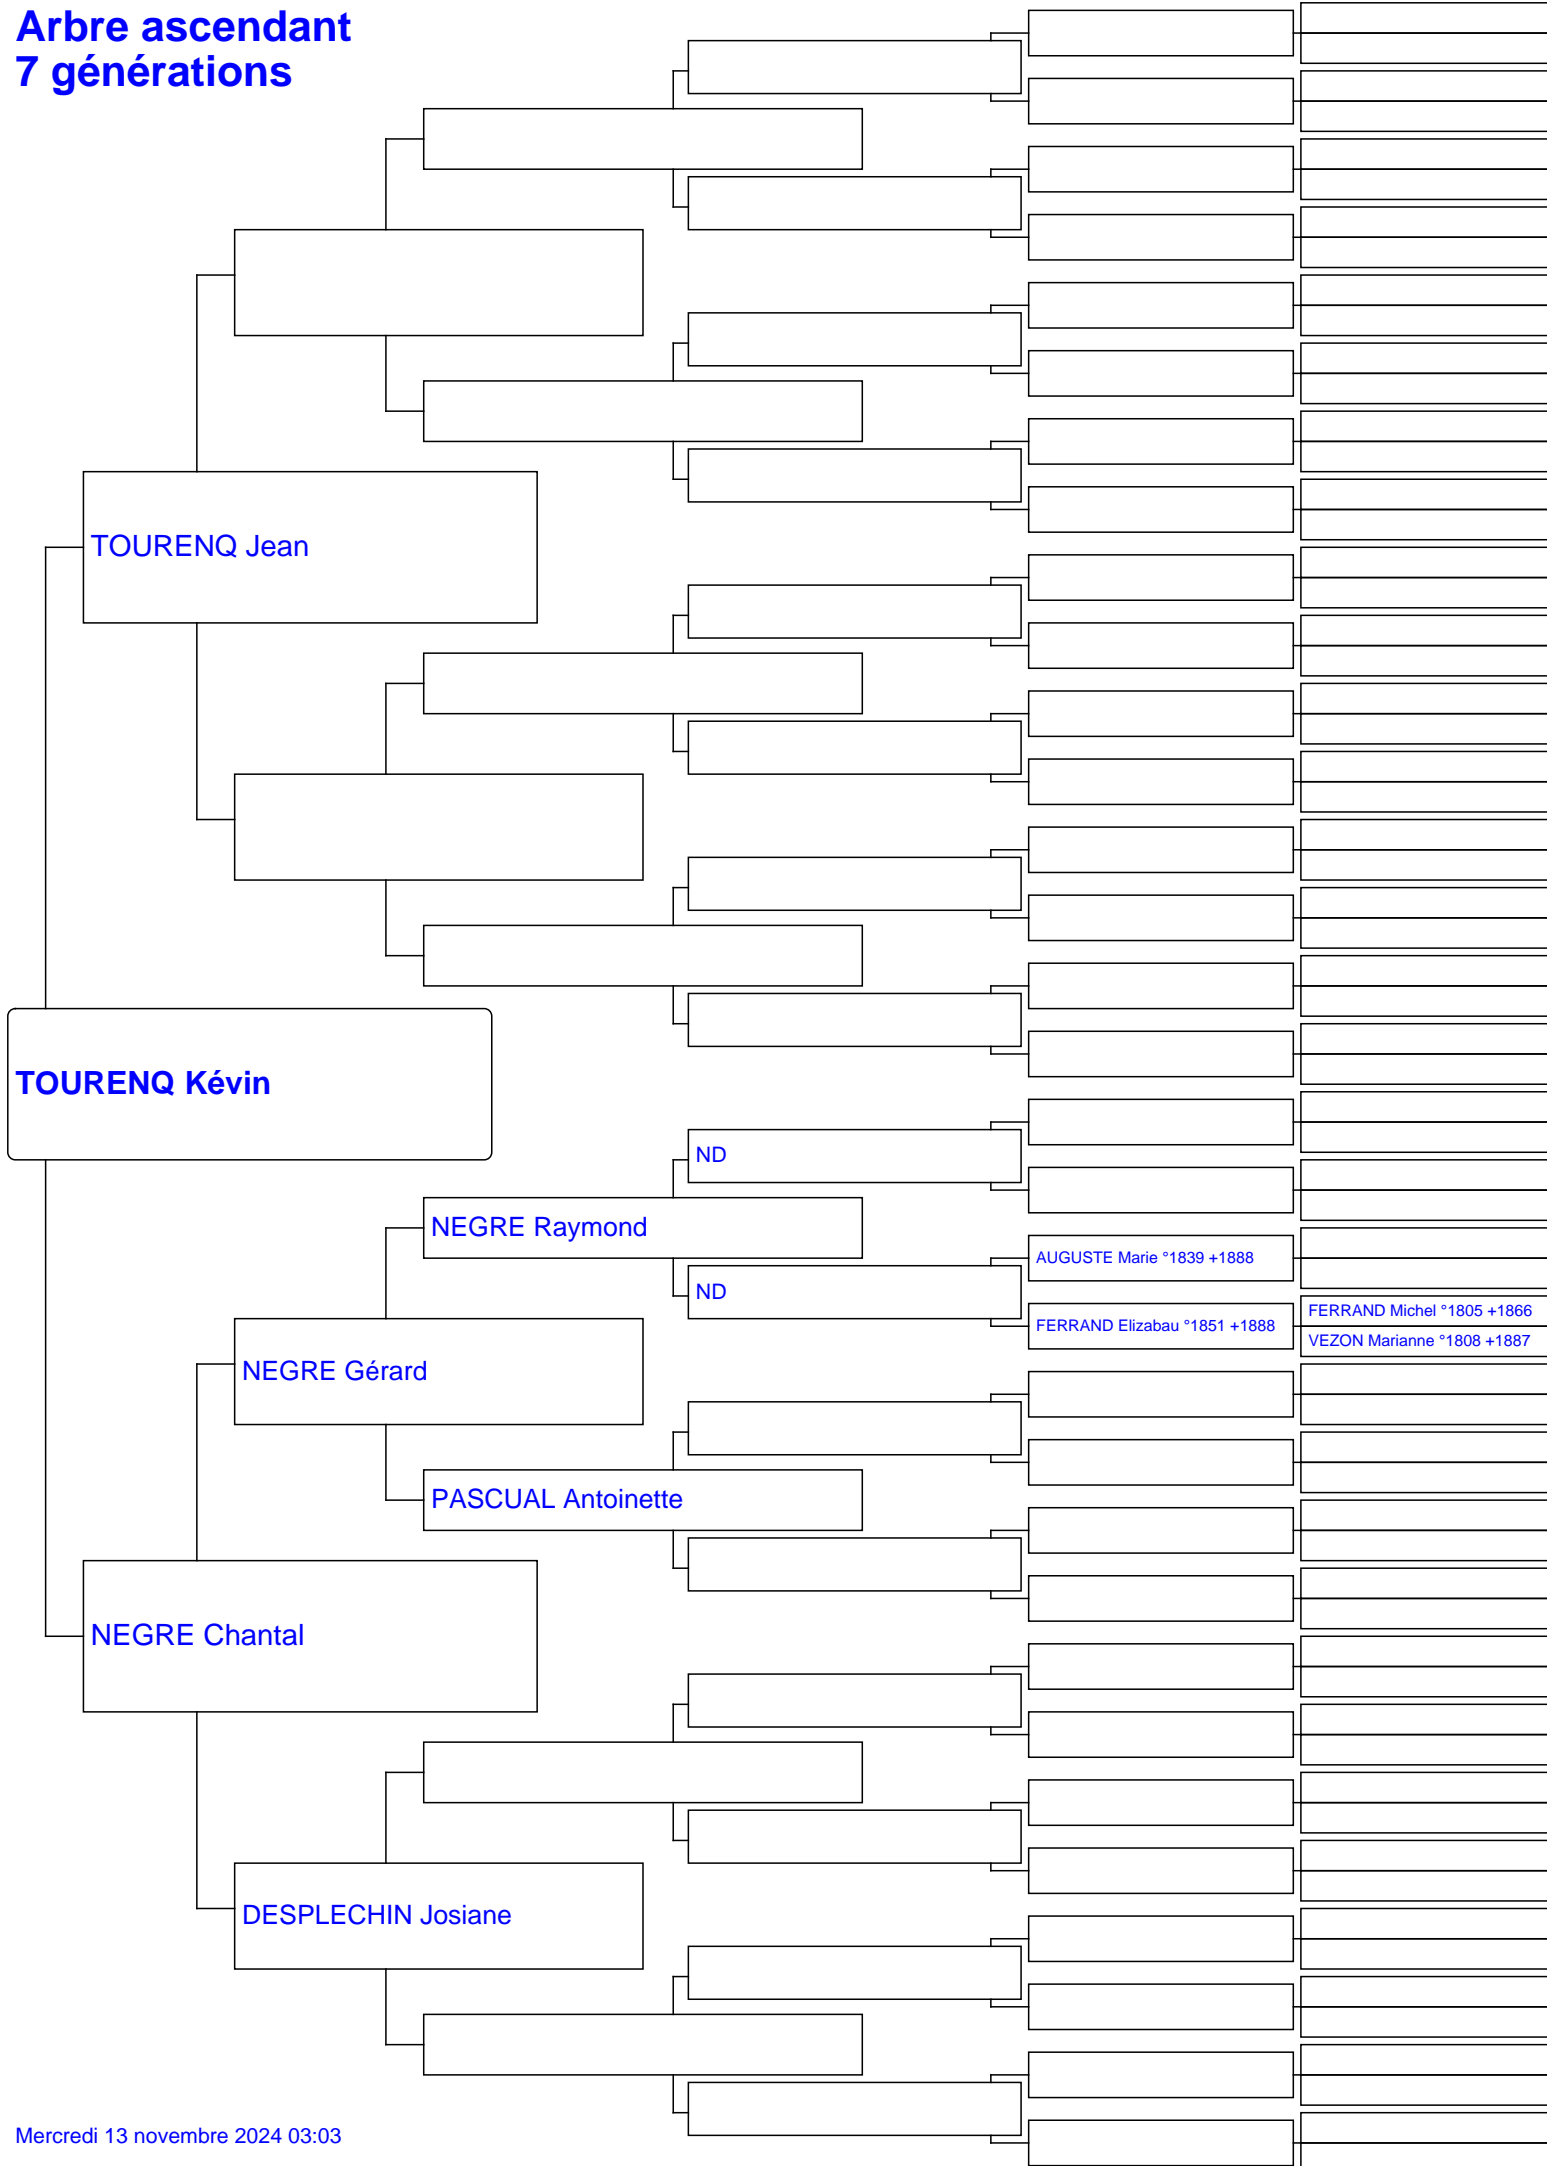 Arbre ascendant
7 générations
TOURENQ Jean
TOURENQ Kévin
ND
NEGRE Raymond
AUGUSTE Marie °1839 +1888
ND
FERRAND Michel °1805 +1866
FERRAND Elizabau °1851 +1888
VEZON Marianne °1808 +1887
NEGRE Gérard
PASCUAL Antoinette
NEGRE Chantal
DESPLECHIN Josiane
Mercredi 13 novembre 2024 03:03